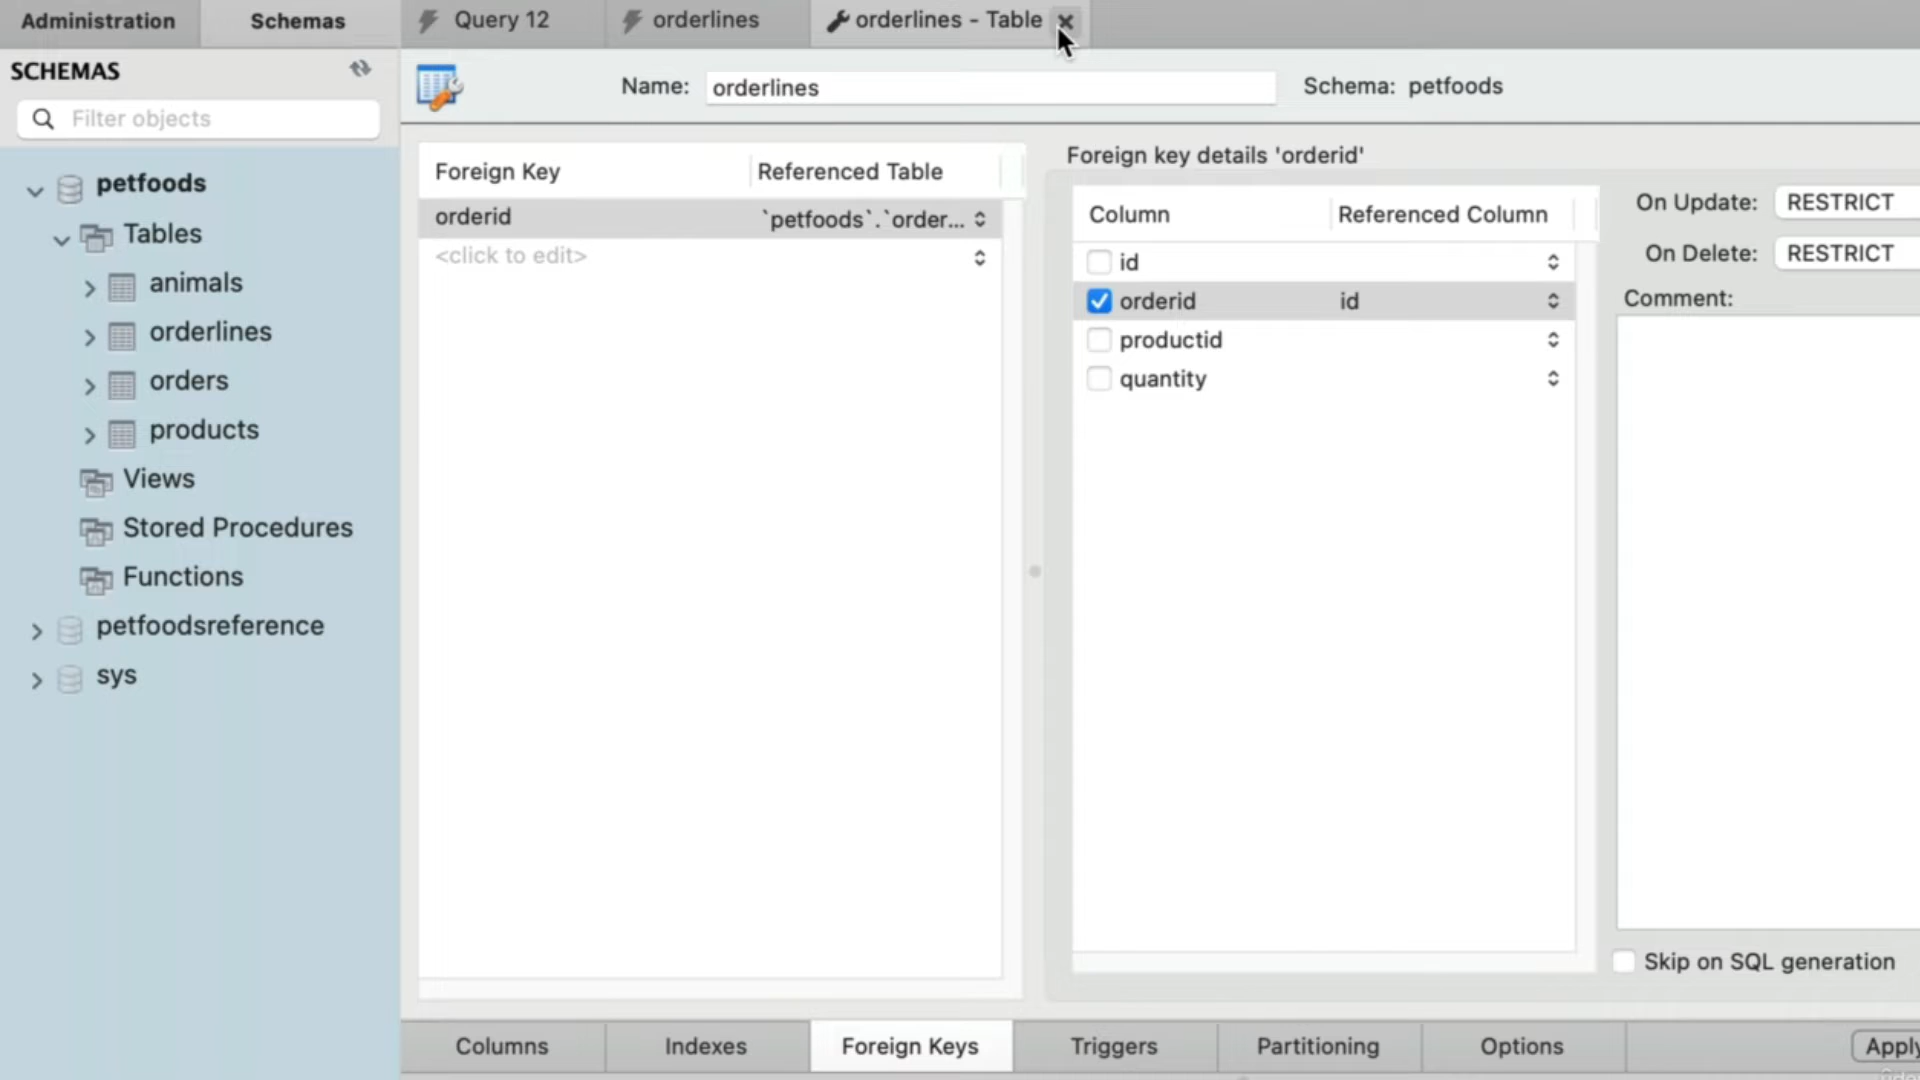 Administration
Schemas
Query 12
orderlines
orderlines - Table
SCHEMAS
Filter objects
Name:
orderlines
Schema: petfoods
petfoods
Tables
animals
orderlines
orders
products
Views
Stored Procedures
Functions
petfoodsreference
sys
Foreign Key
Referenced Table
orderid
`petfoods`.`order...
<click to edit>
Foreign key details 'orderid'
Column
Referenced Column
id
orderid
id
productid
quantity
On Update:
RESTRICT
On Delete:
RESTRICT
Comment:
Skip on SQL generation
Columns
Indexes
Foreign Keys
Triggers
Partitioning
Options
Apply